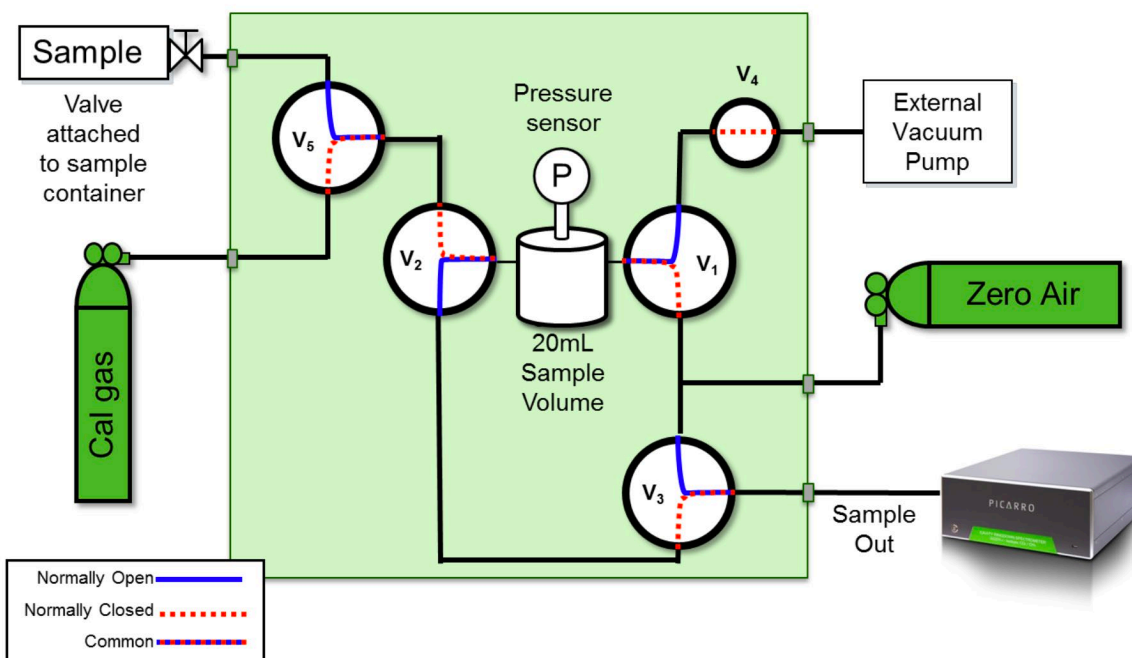 Sample
Valve
attached
to sample
container
Cal gas
V5
V2
Pressure
sensor
P
20mL
Sample
Volume
V4
V1
V3
External
Vacuum
Pump
Zero Air
Sample
Out
PICARRO
Normally Open
Normally Closed
Common